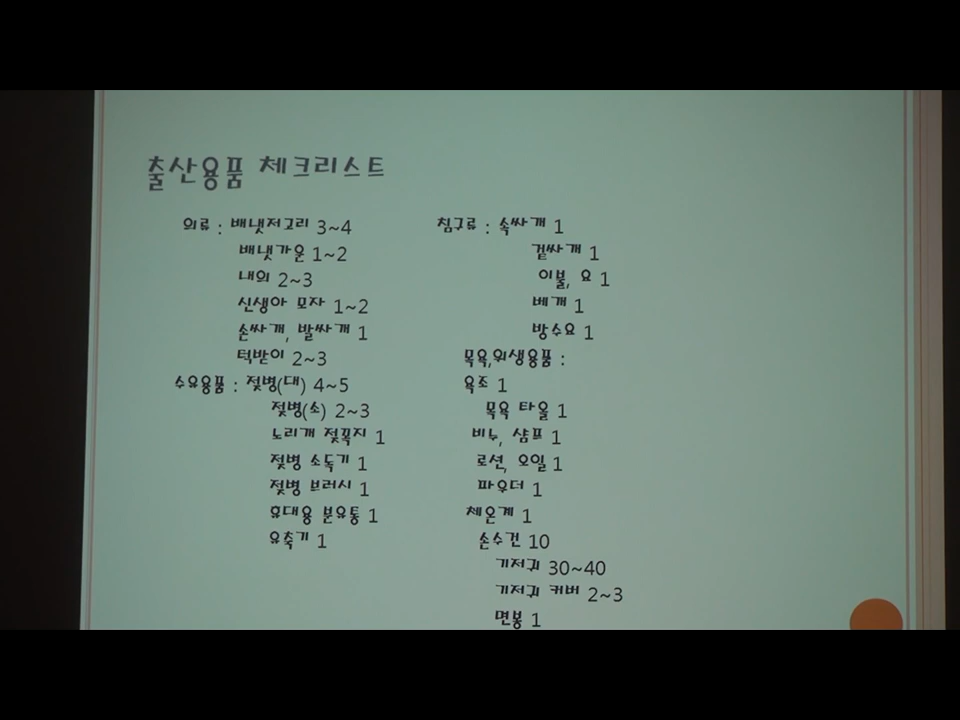 출산용품 체크리스트
의류 : 배냇저고리 3~4
배냇가운 1~2
내의 2~3
신생아 모자 1~2
손싸개, 발싸개 1
턱받이 2~3
수유용품 : 젖병(대) 4~5
젖병(소) 2~3
노리개 젖꼭지 1
젖병 소독기 1
젖병 브러시 1
휴대용 분유통 1
유축기 1
침구류 : 속싸개 1
겉싸개 1
이불, 요 1
베개 1
방수요 1
목욕,위생용품 :
욕조 1
목욕 타올 1
비누, 샴프 1
로션, 오일 1
파우더 1
체온계 1
손수건 10
기저귀 30~40
기저귀 커버 2~3
면봉 1